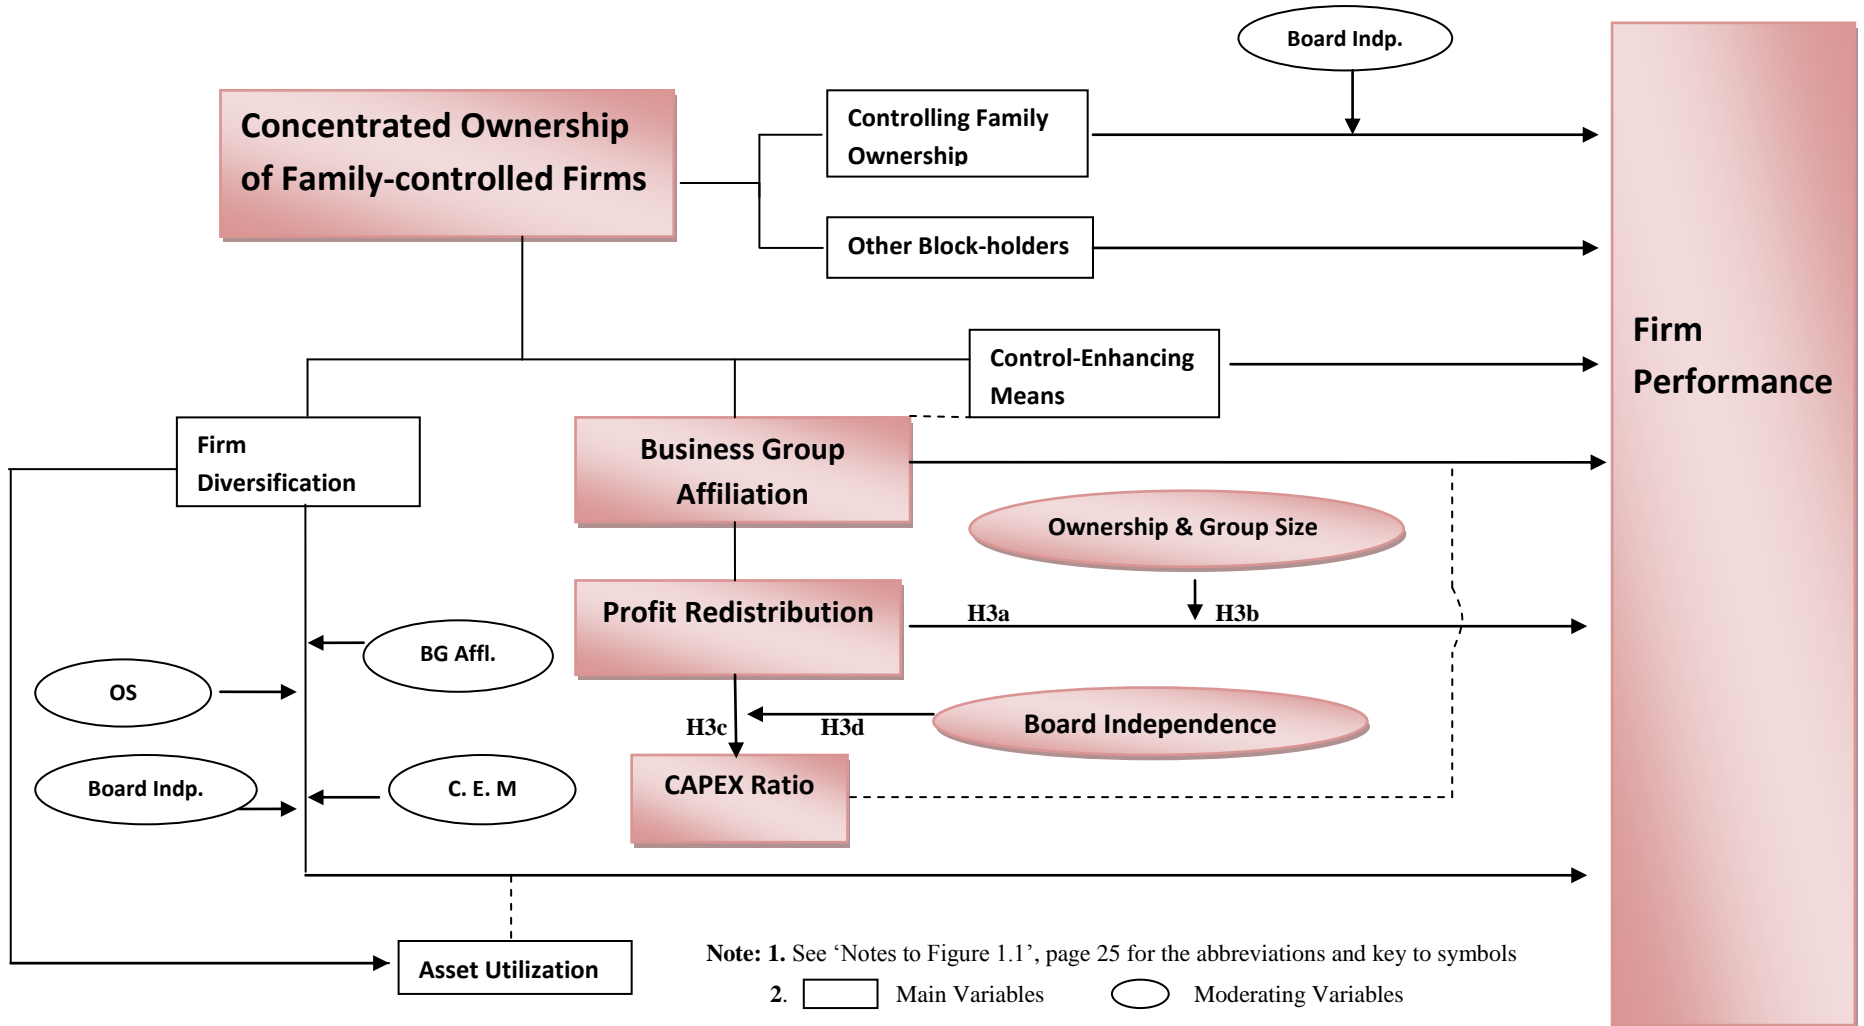 Board Indp.
Concentrated Ownership
of Family-controlled Firms
Controlling Family
Ownership
Other Block-holders
Firm
Performance
Control-Enhancing
Means
Firm
Diversification
Business Group
Affiliation
Ownership & Group Size
Profit Redistribution
H3a
H3b
BG Affl.
OS
H3c
H3d
Board Independence
Board Indp.
C. E. M
CAPEX Ratio
Asset Utilization
Note: 1. See ‘Notes to Figure 1.1’, page 25 for the abbreviations and key to symbols
2. Main Variables Moderating Variables